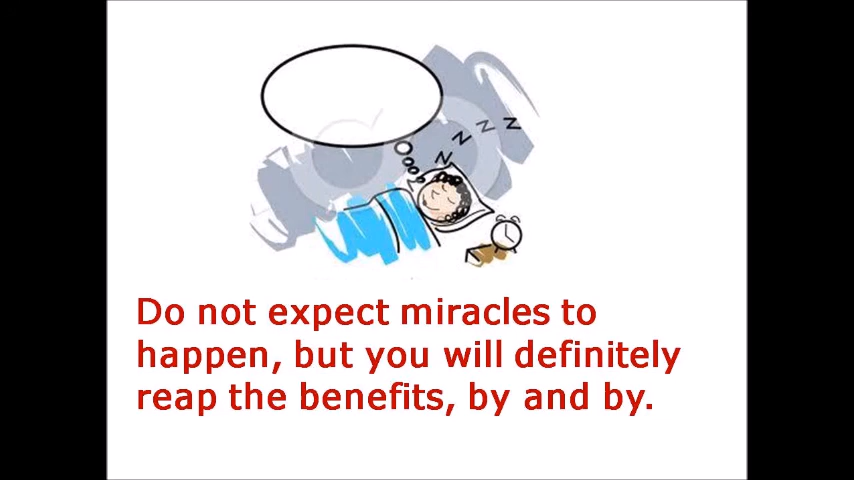 z z z z
Do not expect miracles to
happen, but you will definitely
reap the benefits, by and by.